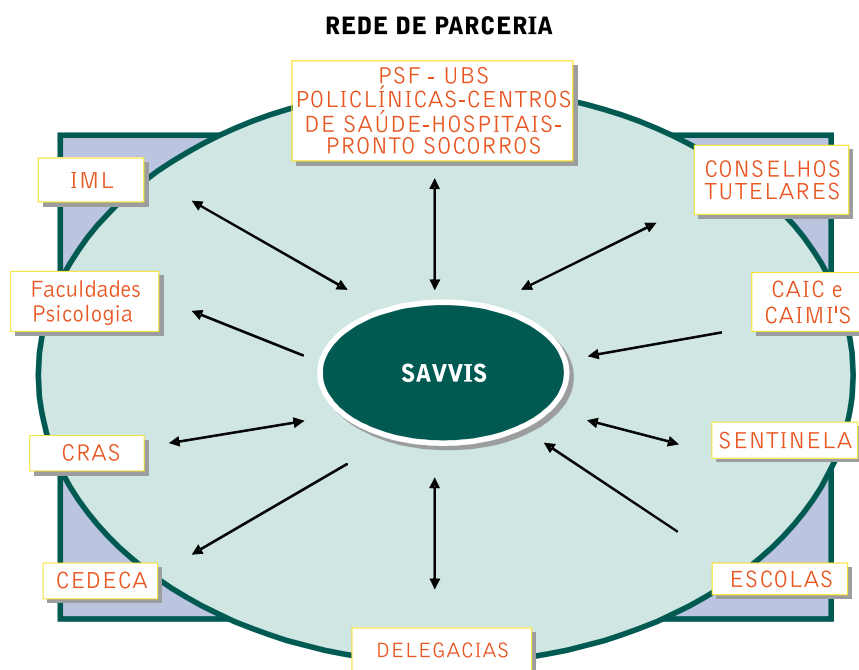 REDE DE PARCERIA
PSF - UBS
POLICLÍNICAS-CENTROS
DE SAÚDE-HOSPITAIS-
PRONTO SOCORROS
IML
CONSELHOS
TUTELARES
Faculdades
Psicologia
CAIC e
CAIMI'S
SAVVIS
CRAS
SENTINELA
CEDECA
ESCOLAS
DELEGACIAS